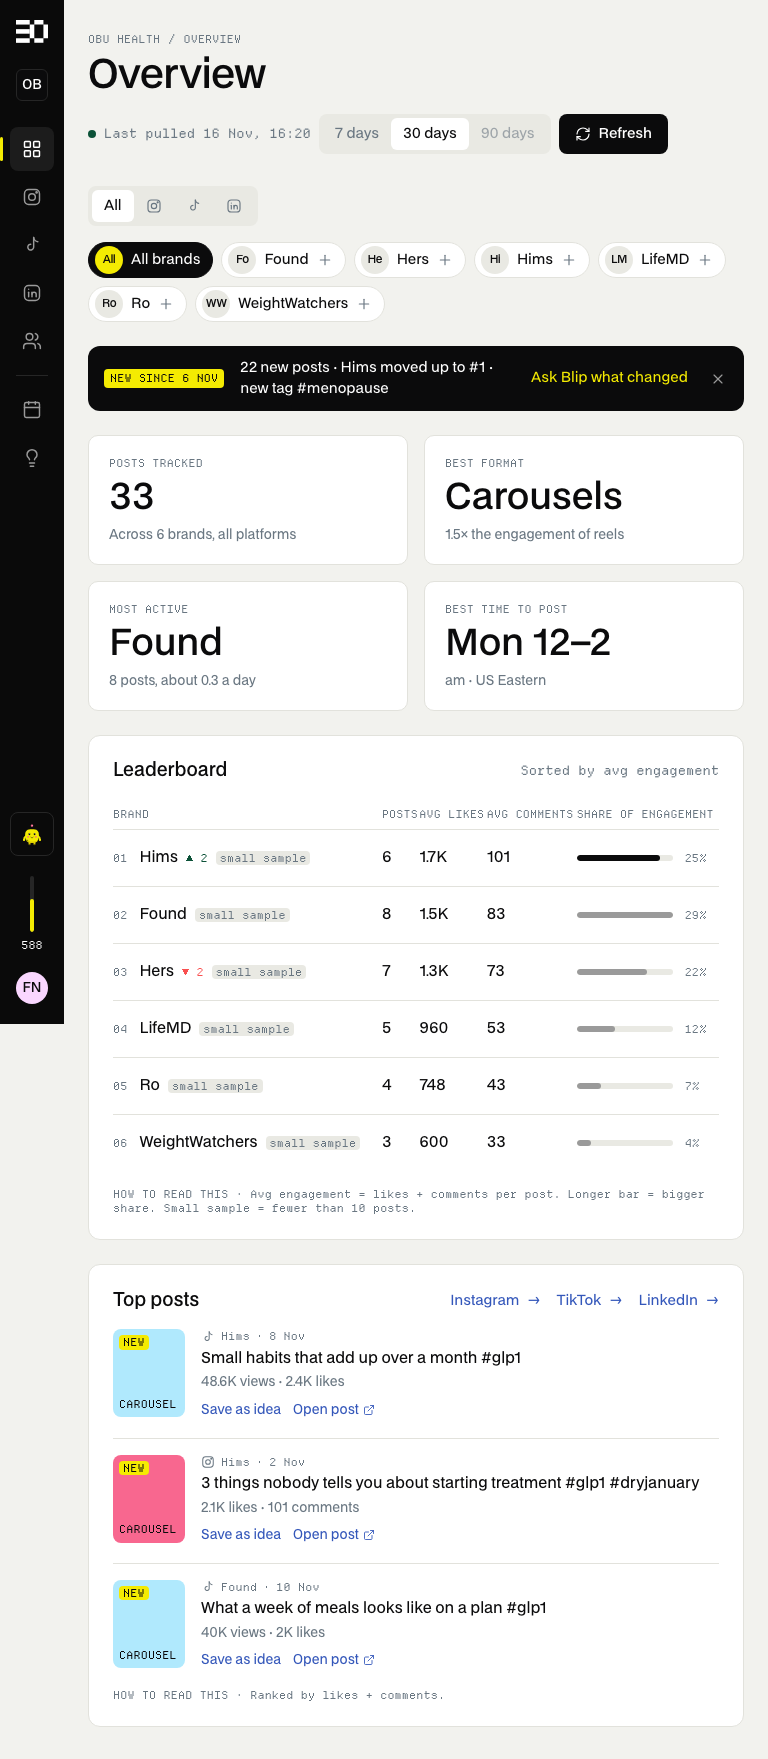 OB
OBU HEALTH / OVERVIEW
Overview
Last pulled 16 Nov, 16:20
7 days
30 days
90 days
Refresh
All
All All brands
Fo Found
He Hers
Hi Hims
LM LifeMD
Ro Ro
WW WeightWatchers
NEW SINCE 6 NOV
22 new posts · Hims moved up to #1 ·
new tag #menopause
Ask Blip what changed
POSTS TRACKED
33
Across 6 brands, all platforms
BEST FORMAT
Carousels
1.5× the engagement of reels
MOST ACTIVE
Found
8 posts, about 0.3 a day
BEST TIME TO POST
Mon 12–2
am · US Eastern
Leaderboard
Sorted by avg engagement
BRAND POSTS AVG LIKES AVG COMMENTS SHARE OF ENGAGEMENT
01 Hims ▲ 2 small sample 6 1.7K 101 25%
02 Found small sample 8 1.5K 83 29%
03 Hers ▼ 2 small sample 7 1.3K 73 22%
04 LifeMD small sample 5 960 53 12%
05 Ro small sample 4 748 43 7%
06 WeightWatchers small sample 3 600 33 4%
HOW TO READ THIS · Avg engagement = likes + comments per post. Longer bar = bigger
share. Small sample = fewer than 10 posts.
588
FN
Top posts
Instagram →
TikTok →
LinkedIn →
NEW
CAROUSEL
Hims · 8 Nov
Small habits that add up over a month #glp1
48.6K views · 2.4K likes
Save as idea Open post
NEW
CAROUSEL
Hims · 2 Nov
3 things nobody tells you about starting treatment #glp1 #dryjanuary
2.1K likes · 101 comments
Save as idea Open post
NEW
CAROUSEL
Found · 10 Nov
What a week of meals looks like on a plan #glp1
40K views · 2K likes
Save as idea Open post
HOW TO READ THIS · Ranked by likes + comments.